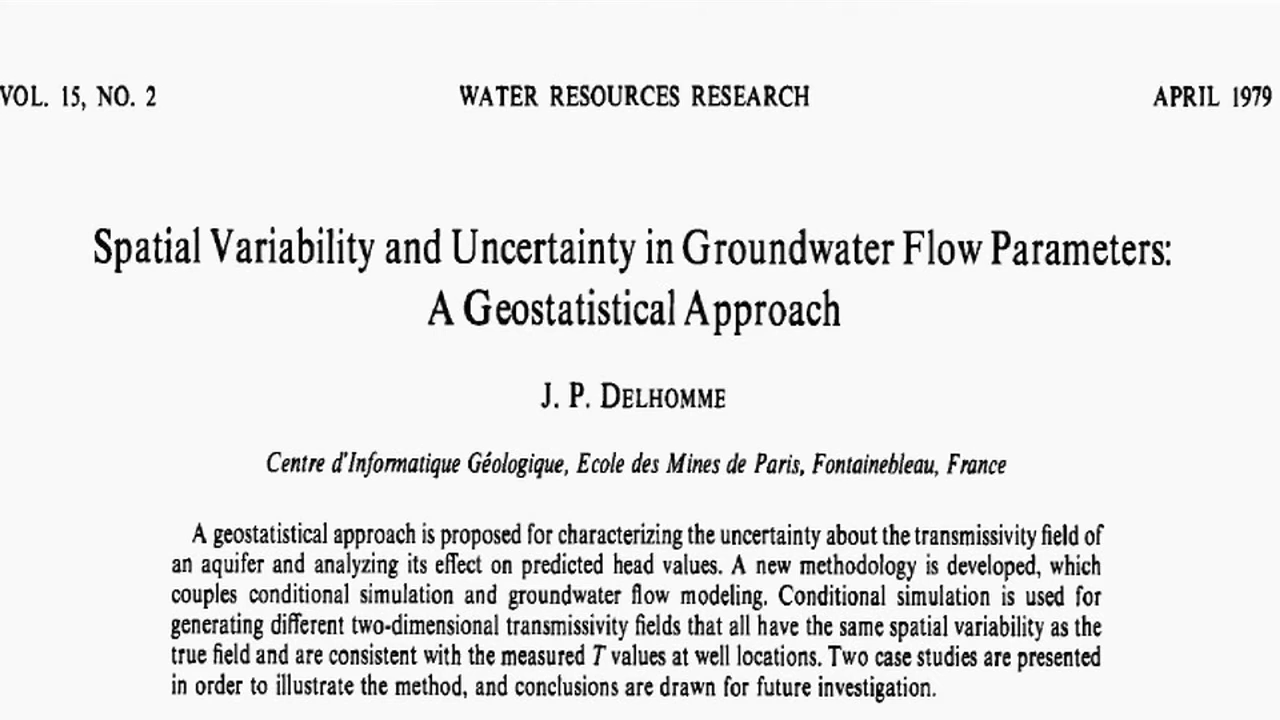 VOL. 15, NO. 2 WATER RESOURCES RESEARCH APRIL 1979
Spatial Variability and Uncertainty in Groundwater Flow Parameters:
A Geostatistical Approach
J. P. DELHOMME
Centre d'Informatique Géologique, Ecole des Mines de Paris, Fontainebleau, France
A geostatistical approach is proposed for characterizing the uncertainty about the transmissivity field of
an aquifer and analyzing its effect on predicted head values. A new methodology is developed, which
couples conditional simulation and groundwater flow modeling. Conditional simulation is used for
generating different two-dimensional transmissivity fields that all have the same spatial variability as the
true field and are consistent with the measured T values at well locations. Two case studies are presented
in order to illustrate the method, and conclusions are drawn for future investigation.